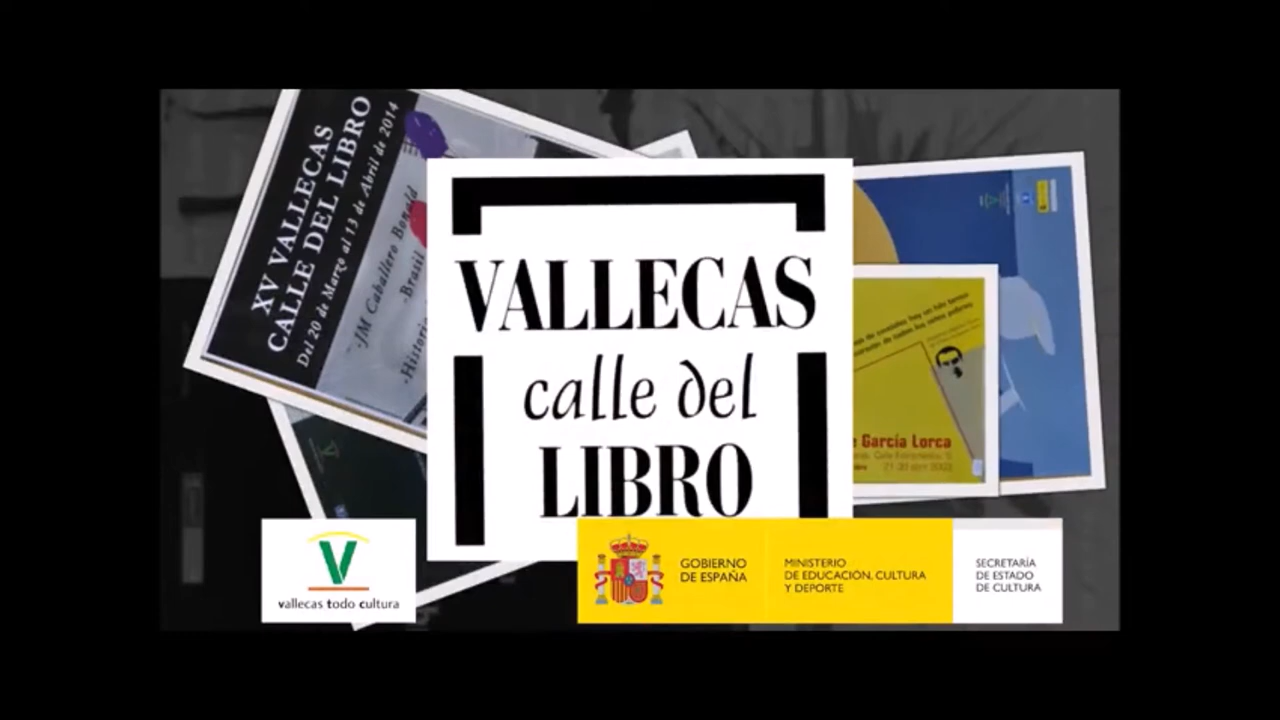 XV VALLECAS
CALLE DEL LIBRO
Del 20 de Marzo al 13 de Abril de 2014
-JM Caballero Bonald
-Brasil
VALLECAS
calle del
LIBRO
García Lorca
vallecas todo cultura
GOBIERNO
DE ESPAÑA
MINISTERIO
DE EDUCACIÓN, CULTURA
Y DEPORTE
SECRETARÍA
DE ESTADO
DE CULTURA